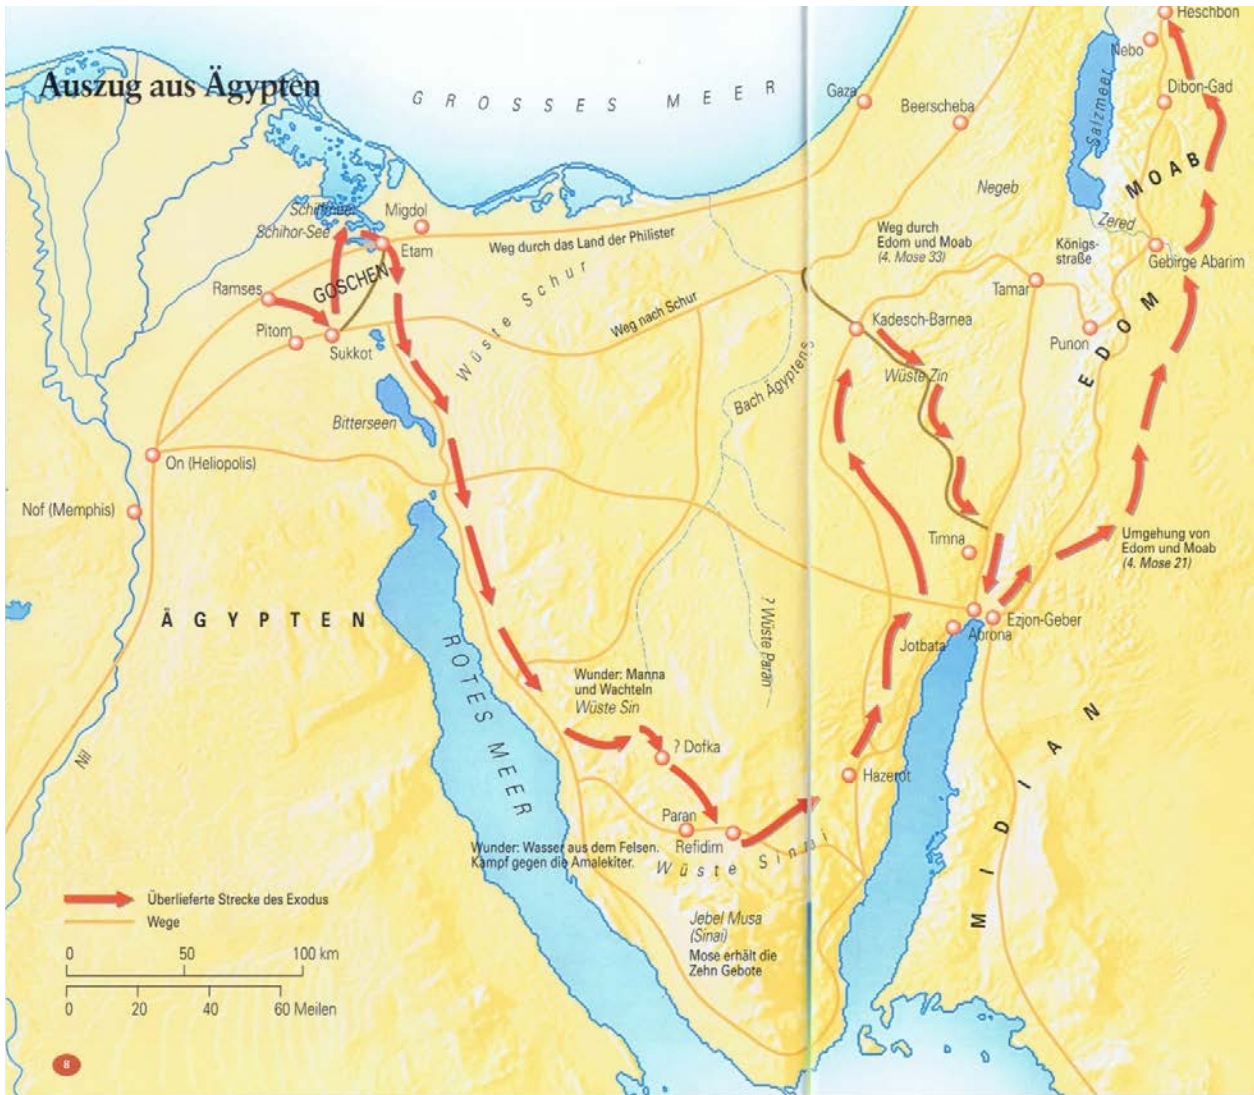 Auszug aus Ägypten
GROSSES MEER
Heschbon
Nebo
Dibon-Gad
Gaza
Beerscheba
Salzmeer
MOAB
Negeb
Zered
Schilfmeer
Schihor-See
Migdol
Etam
Weg durch das Land der Philister
Weg durch
Edom und Moab
(4. Mose 33)
Königs-
straße
Gebirge Abarim
GOSCHEN
Ramses
Pitom
Sukkot
Wüste Schur
Weg nach Schur
Tamar
Kadesch-Barnea
Punon
EDOM
Wüste Zin
Bach Ägyptens
Bitterseen
On (Heliopolis)
Nof (Memphis)
Timna
Umgehung von
Edom und Moab
(4. Mose 21)
ÄGYPTEN
ROTES MEER
? Wüste Paran
Ezjon-Geber
Abrona
Jotbata
Wunder: Manna
und Wachteln
Wüste Sin
? Dofka
Nil
Hazerot
MIDIAN
Paran
Refidim
Wunder: Wasser aus dem Felsen.
Kampf gegen die Amalekiter.
Wüste Sinai
Jebel Musa
(Sinai)
Mose erhält die
Zehn Gebote
Überlieferte Strecke des Exodus
Wege
0 50 100 km
0 20 40 60 Meilen
8